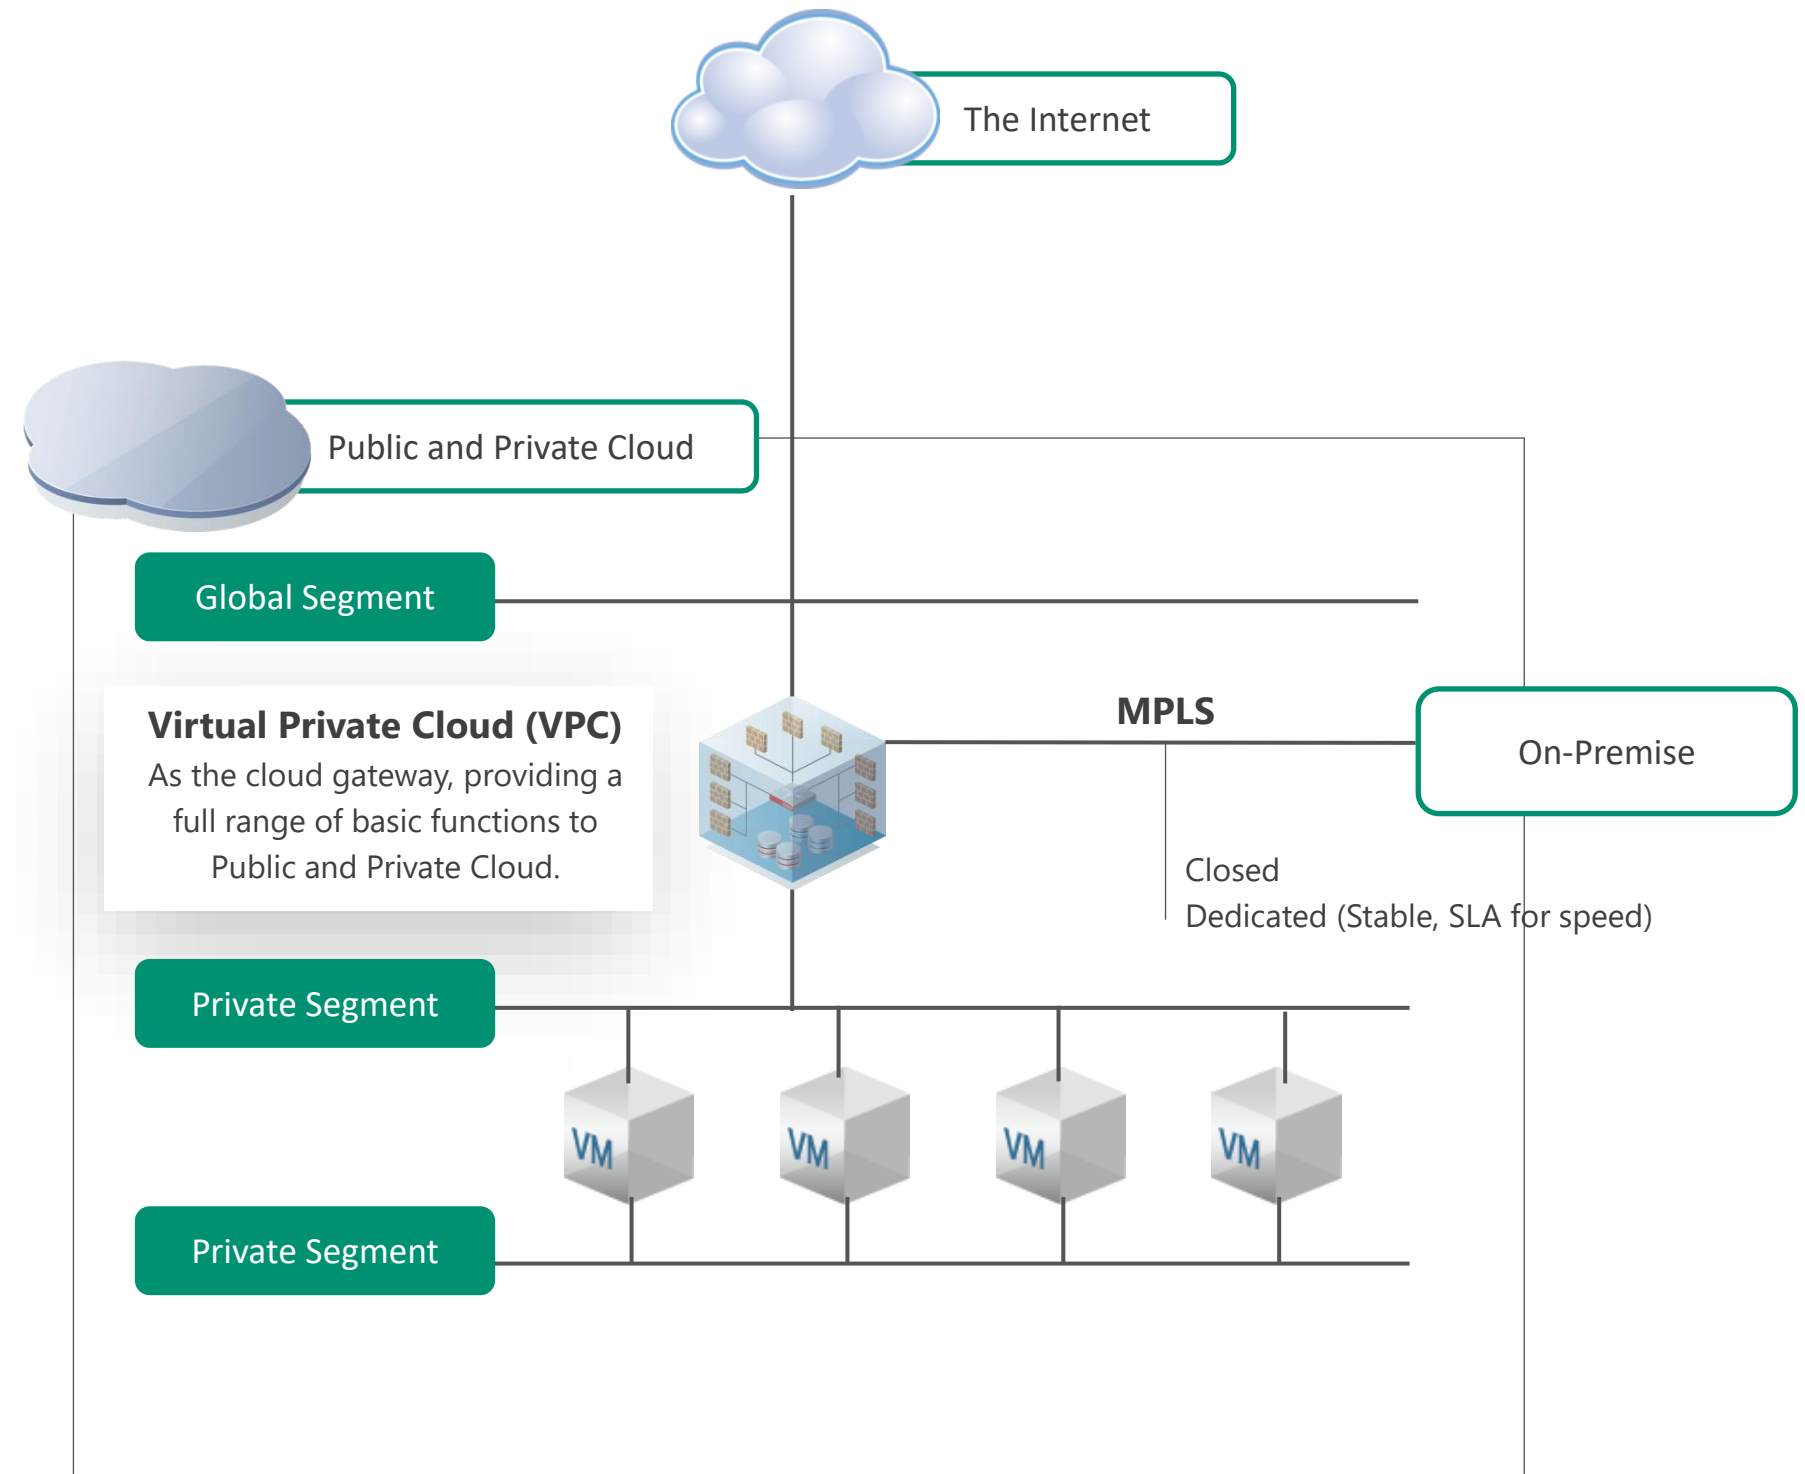 The Internet
Public and Private Cloud
Global Segment
Virtual Private Cloud (VPC)
As the cloud gateway, providing a
full range of basic functions to
Public and Private Cloud.
MPLS
On-Premise
Closed
Dedicated (Stable, SLA for speed)
Private Segment
VM
VM
VM
VM
Private Segment